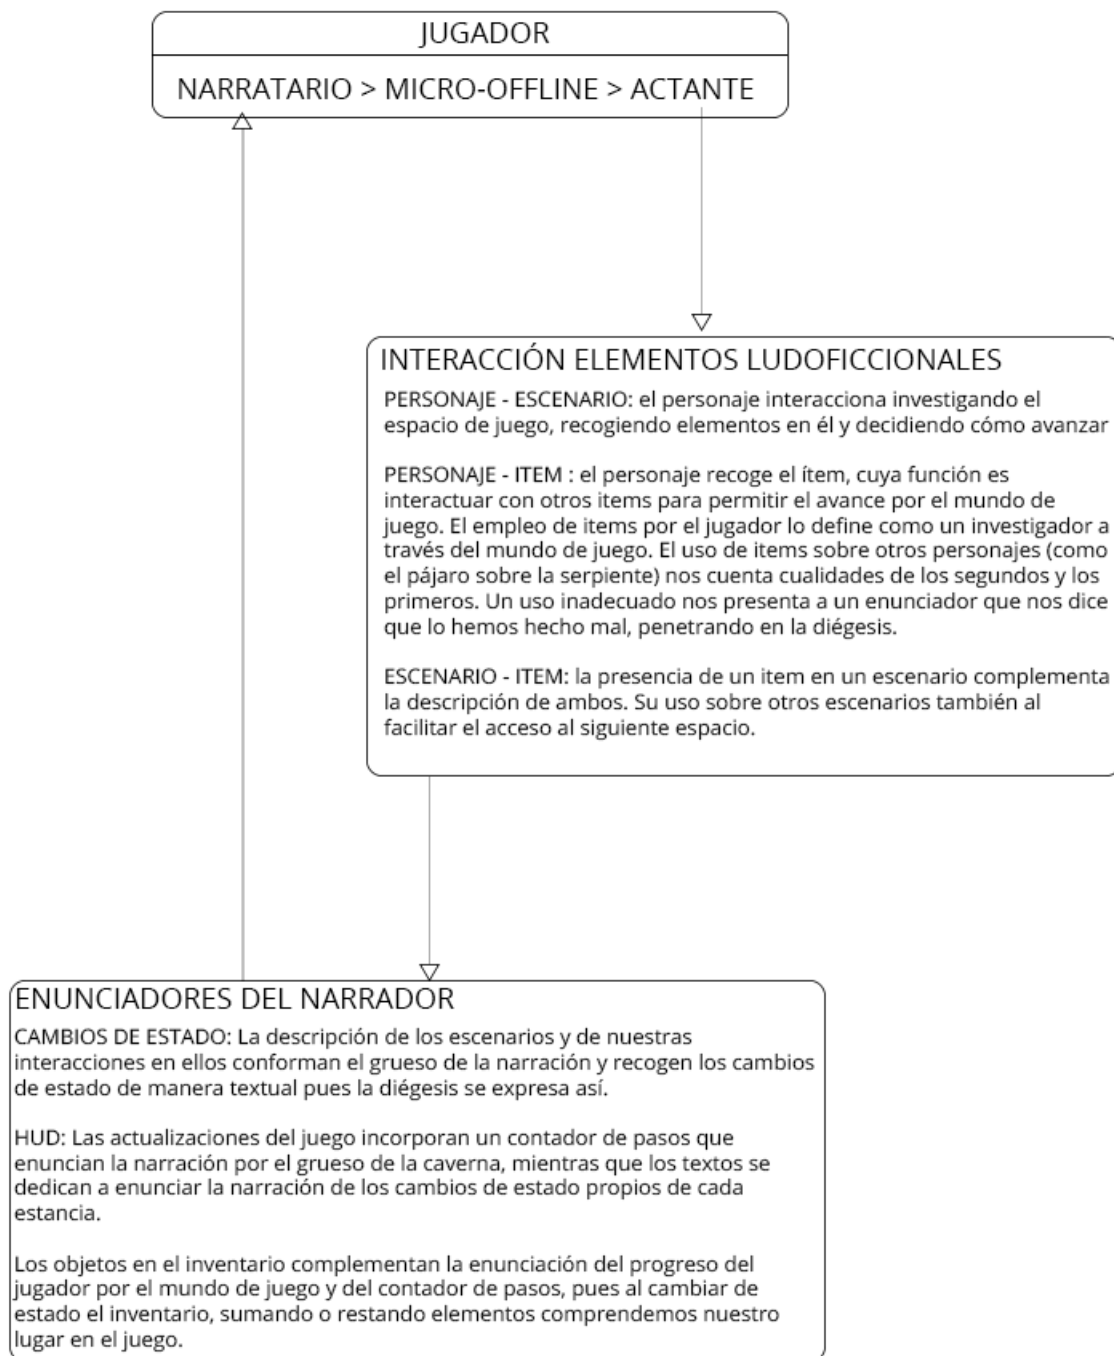 JUGADOR
NARRATARIO > MICRO-OFFLINE > ACTANTE
INTERACCIÓN ELEMENTOS LUDOFICCIONALES
PERSONAJE - ESCENARIO: el personaje interacciona investigando el
espacio de juego, recogiendo elementos en él y decidiendo cómo avanzar
PERSONAJE - ITEM : el personaje recoge el ítem, cuya función es
interactuar con otros items para permitir el avance por el mundo de
juego. El empleo de items por el jugador lo define como un investigador a
través del mundo de juego. El uso de items sobre otros personajes (como
el pájaro sobre la serpiente) nos cuenta cualidades de los segundos y los
primeros. Un uso inadecuado nos presenta a un enunciador que nos dice
que lo hemos hecho mal, penetrando en la diégesis.
ESCENARIO - ITEM: la presencia de un item en un escenario complementa
la descripción de ambos. Su uso sobre otros escenarios también al
facilitar el acceso al siguiente espacio.
ENUNCIADORES DEL NARRADOR
CAMBIOS DE ESTADO: La descripción de los escenarios y de nuestras
interacciones en ellos conforman el grueso de la narración y recogen los cambios
de estado de manera textual pues la diégesis se expresa así.
HUD: Las actualizaciones del juego incorporan un contador de pasos que
enuncian la narración por el grueso de la caverna, mientras que los textos se
dedican a enunciar la narración de los cambios de estado propios de cada
estancia.
Los objetos en el inventario complementan la enunciación del progreso del
jugador por el mundo de juego y del contador de pasos, pues al cambiar de
estado el inventario, sumando o restando elementos comprendemos nuestro
lugar en el juego.